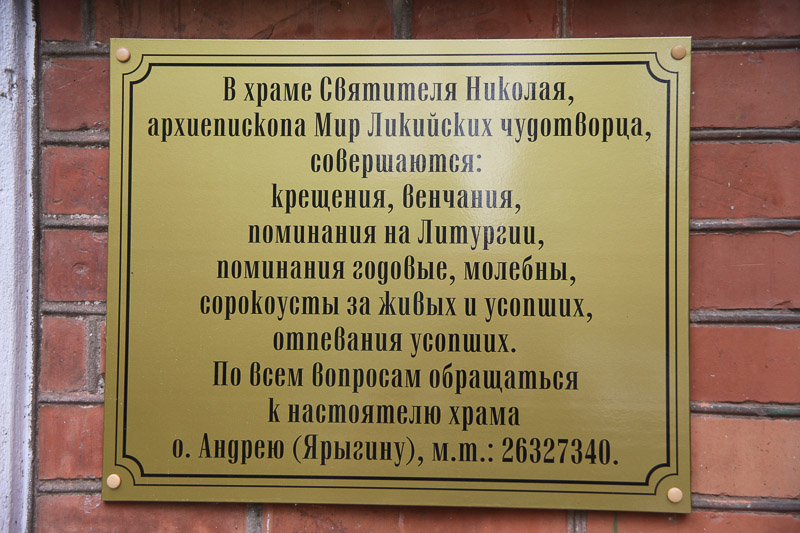 В храме Святителя Николая,
архиепископа Мир Ликийских чудотворца,
совершаются:
крещения, венчания,
поминания на Литургии,
поминания годовые, молебны,
сорокоусты за живых и усопших,
отпевания усопших.
По всем вопросам обращаться
к настоятелю храма
о. Андрею (Ярыгину), м.т.: 26327340.